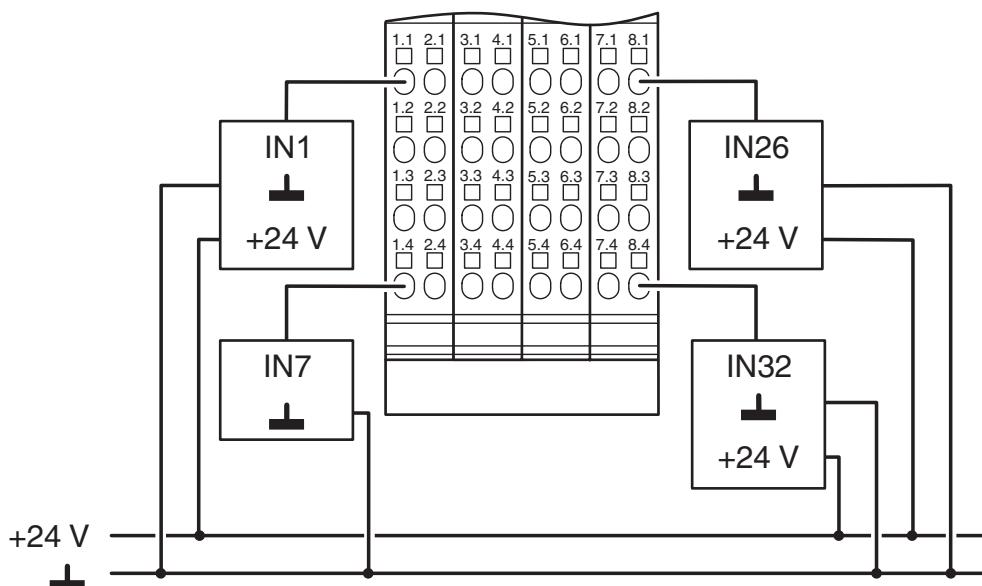 1.1 2.1 3.1 4.1 5.1 6.1 7.1 8.1
1.2 2.2 3.2 4.2 5.2 6.2 7.2 8.2
IN1
IN26
1.3 2.3 3.3 4.3 5.3 6.3 7.3 8.3
+24 V
+24 V
1.4 2.4 3.4 4.4 5.4 6.4 7.4 8.4
IN7
IN32
+24 V
+24 V